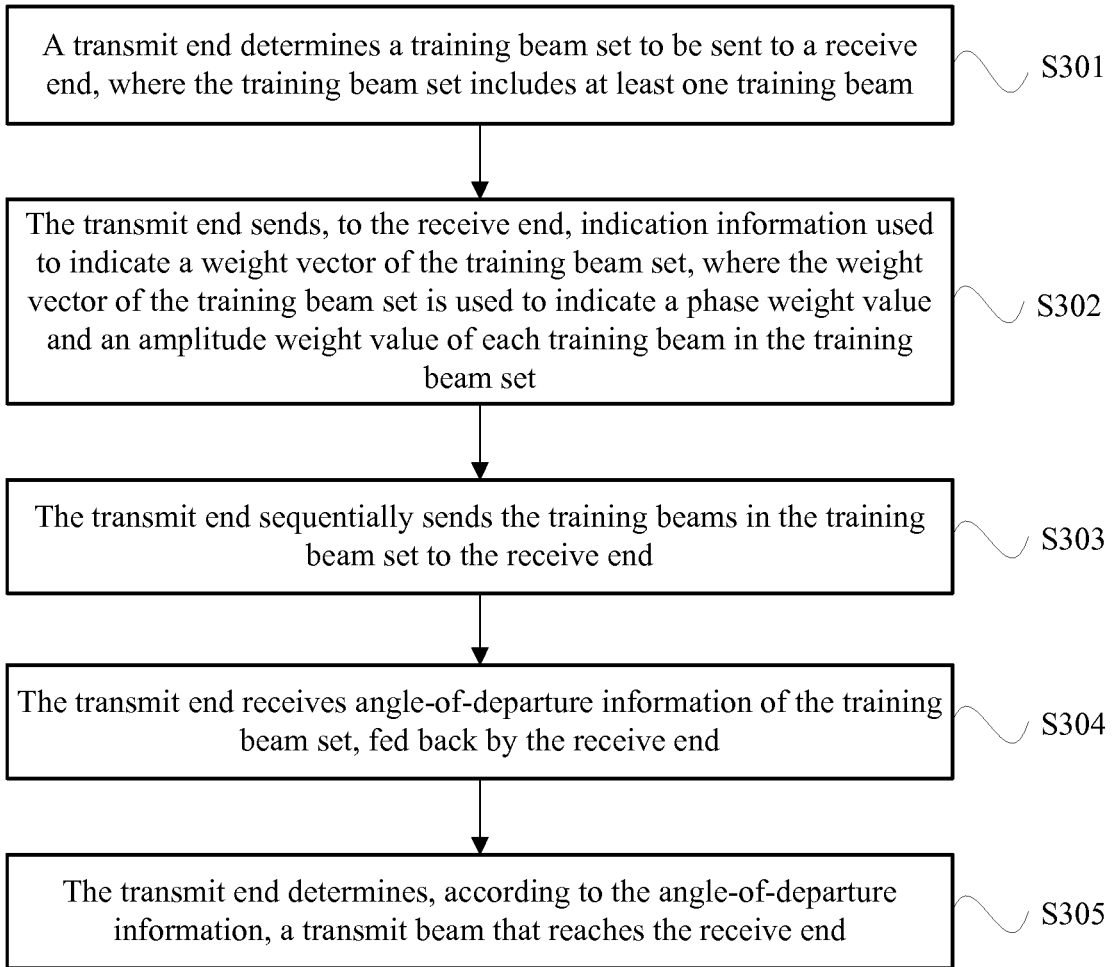 A transmit end determines a training beam set to be sent to a receive
end, where the training beam set includes at least one training beam
S301
The transmit end sends, to the receive end, indication information used
to indicate a weight vector of the training beam set, where the weight
vector of the training beam set is used to indicate a phase weight value
and an amplitude weight value of each training beam in the training
beam set
S302
The transmit end sequentially sends the training beams in the training
beam set to the receive end
S303
The transmit end receives angle-of-departure information of the training
beam set, fed back by the receive end
S304
The transmit end determines, according to the angle-of-departure
information, a transmit beam that reaches the receive end
S305